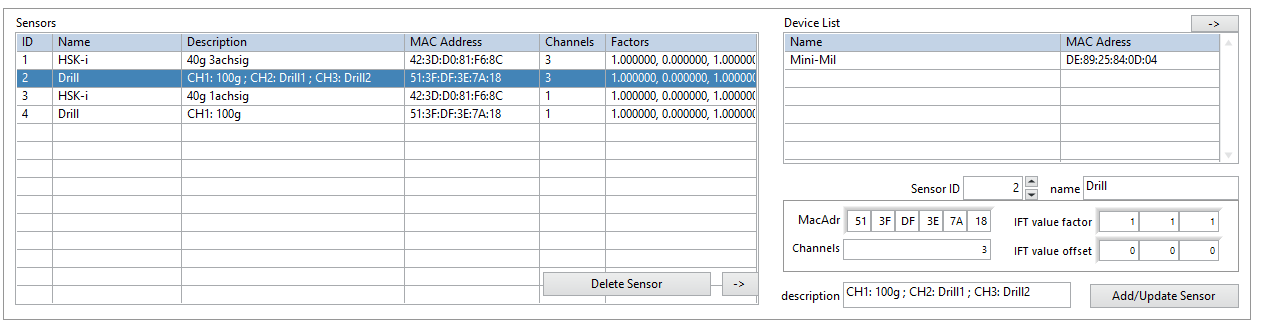 Sensors
ID Name Description MAC Address Channels Factors
1 HSK-i 40g 3achsig 42:3D:D0:81:F6:8C 3 1.000000, 0.000000, 1.00000
2 Drill CH1: 100g ; CH2: Drill1 ; CH3: Drill2 51:3F:DF:3E:7A:18 3 1.000000, 0.000000, 1.00000
3 HSK-i 40g 1achsig 42:3D:D0:81:F6:8C 1 1.000000, 0.000000, 1.00000
4 Drill CH1: 100g 51:3F:DF:3E:7A:18 1 1.000000, 0.000000, 1.00000
Delete Sensor ->
Device List ->
Name MAC Adress
Mini-Mil DE:89:25:84:0D:04
Sensor ID 2 name Drill
MacAdr 51 3F DF 3E 7A 18 IFT value factor 1 1 1
Channels 3 IFT value offset 0 0 0
description CH1: 100g ; CH2: Drill1 ; CH3: Drill2 Add/Update Sensor